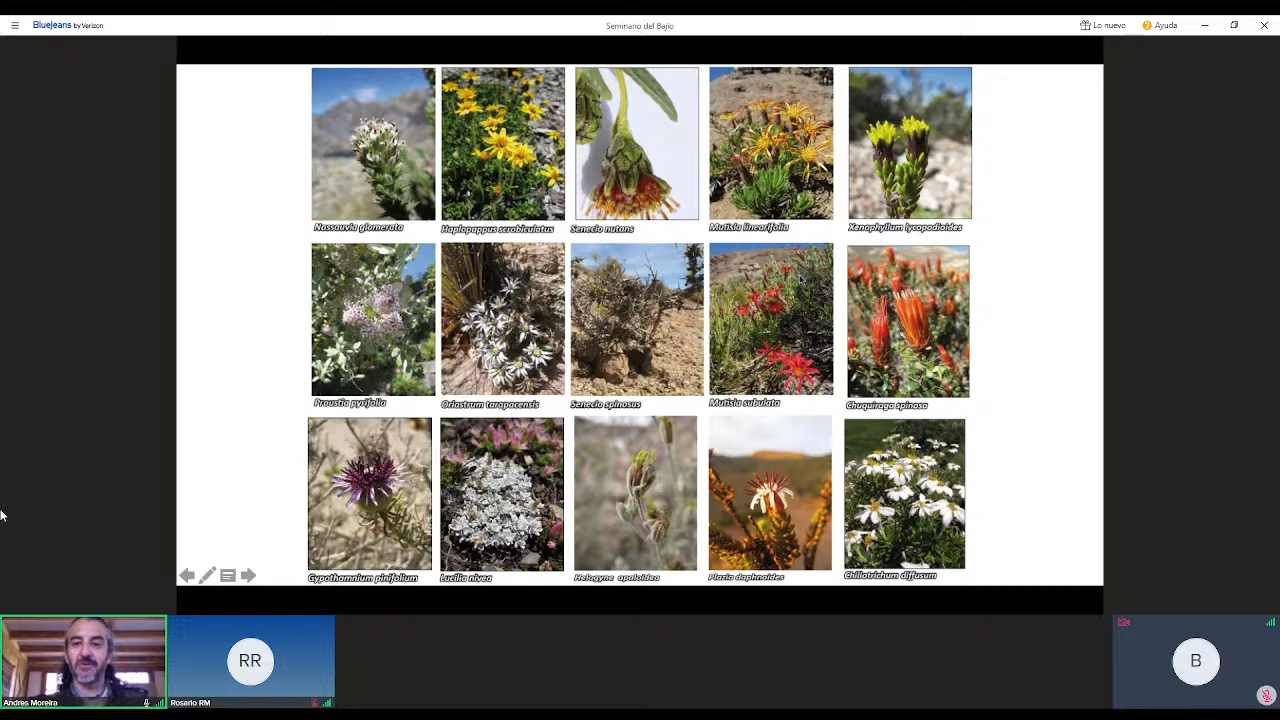 BlueJeans by Verizon
Seminario del Bajío
Lo nuevo
Ayuda
Nassauvia glomerata
Haplopappus scrobiculatus
Senecio nutans
Mutisia linearifolia
Xenophyllum lycopodioides
Proustia pyrifolia
Oriastrum tarapacensis
Senecio spinosus
Mutisia subulata
Chuquiraga spinosa
Gypothamnium pinifolium
Lucilia nivea
Helogyne apaloidea
Plazia daphnoides
Chiliotrichum diffusum
RR
B
Andres Moreira
Rosario RM